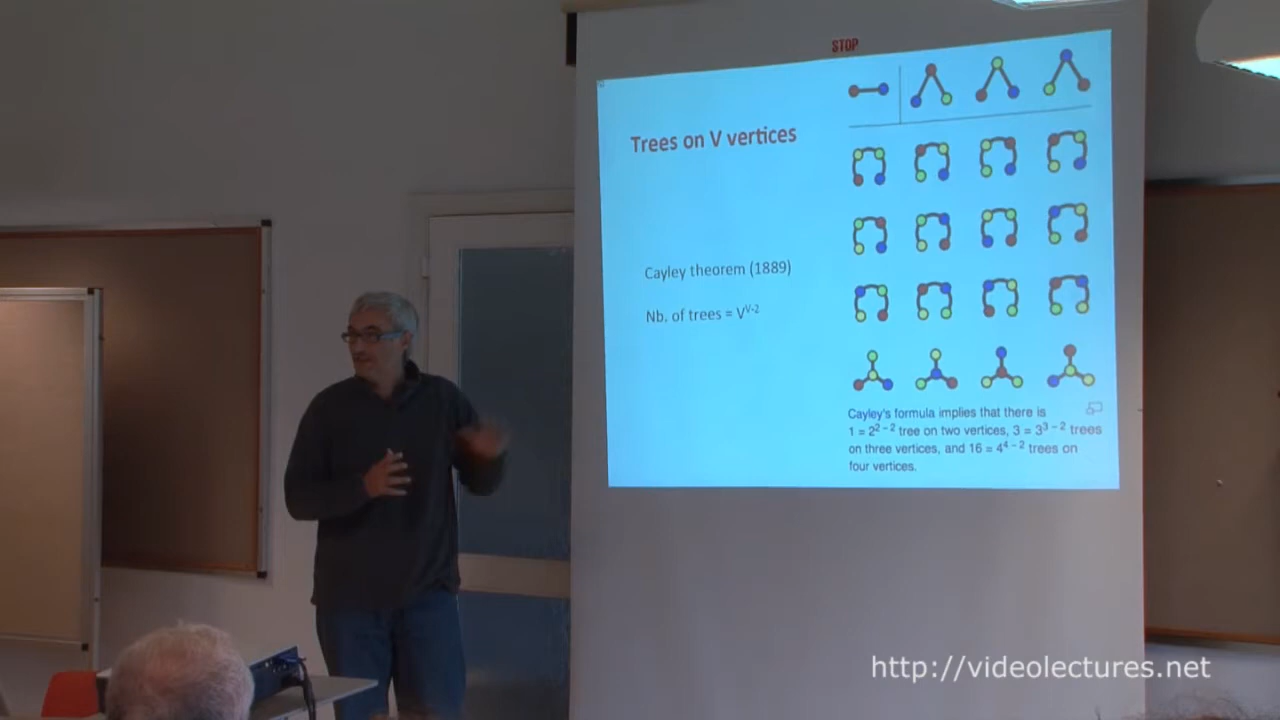 STOP
Trees on V vertices
Cayley theorem (1889)
Nb. of trees = V^{V-2}
Cayley's formula implies that there is
1 = 2^{2 − 2} tree on two vertices, 3 = 3^{3 − 2} trees
on three vertices, and 16 = 4^{4 − 2} trees on
four vertices.
http://videolectures.net